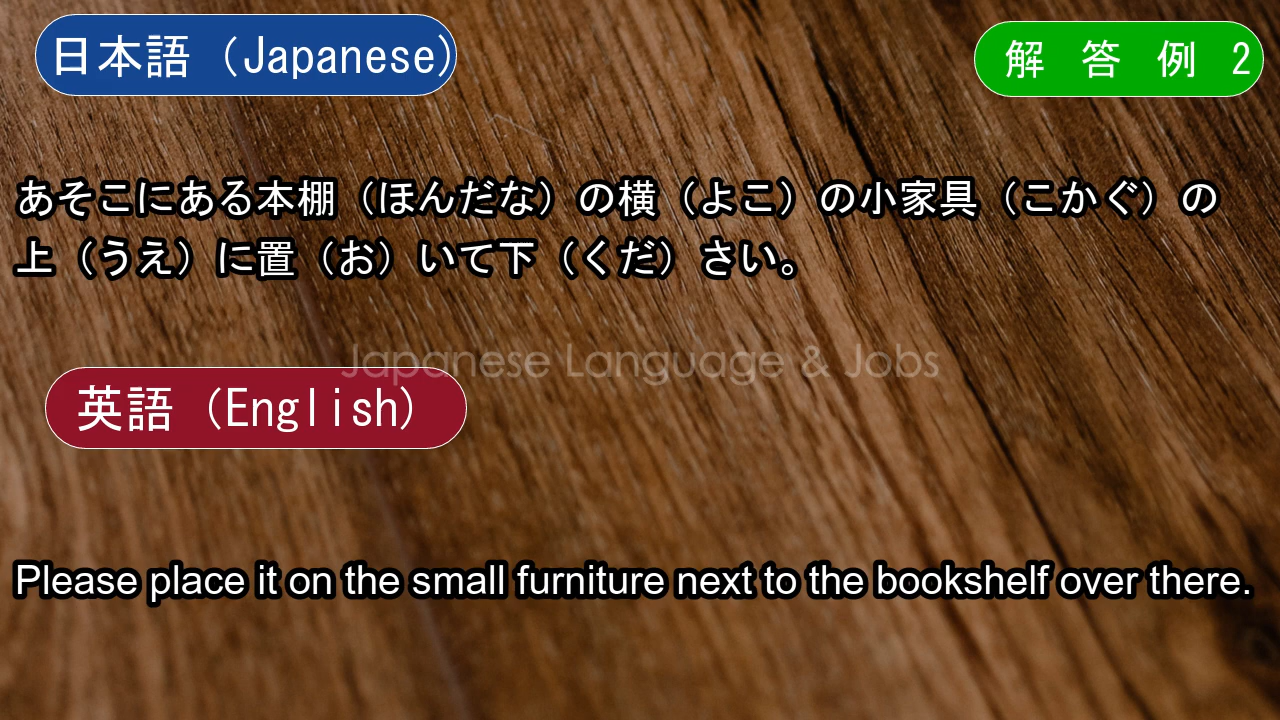 日本語（Japanese）
解 答 例 2
あそこにある本棚（ほんだな）の横（よこ）の小家具（こかぐ）の
上（うえ）に置（お）いて下（くだ）さい。
Japanese Language & Jobs
英語（English）
Please place it on the small furniture next to the bookshelf over there.